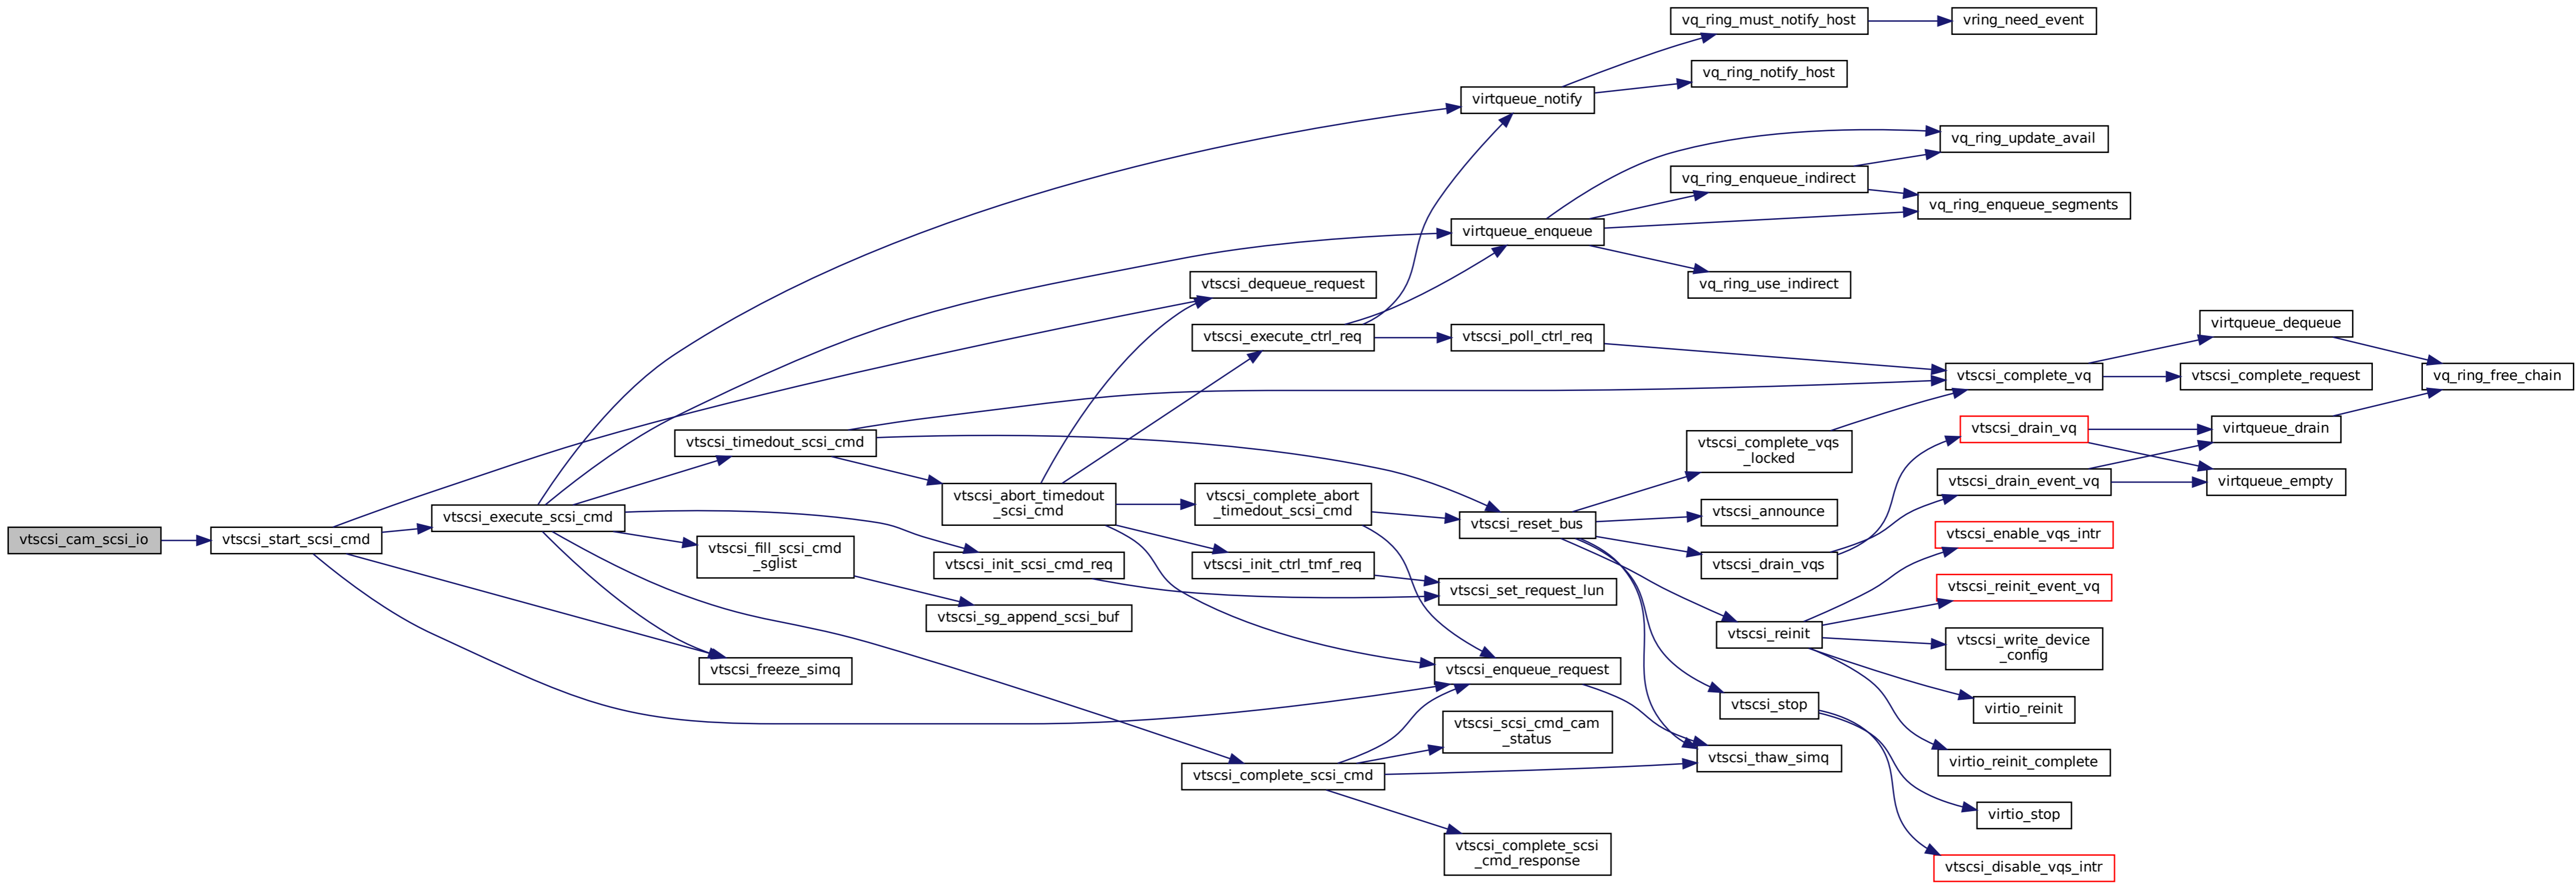 vq_ring_must_notify_host
vring_need_event
vq_ring_notify_host
virtqueue_notify
vq_ring_update_avail
vq_ring_enqueue_indirect
vq_ring_enqueue_segments
virtqueue_enqueue
vq_ring_use_indirect
vtscsi_dequeue_request
virtqueue_dequeue
vtscsi_execute_ctrl_req
vtscsi_poll_ctrl_req
vtscsi_complete_vq
vtscsi_complete_request
vq_ring_free_chain
vtscsi_timedout_scsi_cmd
vtscsi_complete_vqs
_locked
vtscsi_drain_vq
virtqueue_drain
vtscsi_drain_event_vq
virtqueue_empty
vtscsi_abort_timeout
_scsi_cmd
vtscsi_complete_abort
_timeout_scsi_cmd
vtscsi_announce
vtscsi_reset_bus
vtscsi_execute_scsi_cmd
vtscsi_cam_scsi_io
vtscsi_start_scsi_cmd
vtscsi_enable_vqs_intr
vtscsi_fill_scsi_cmd
_sglist
vtscsi_init_scsi_cmd_req
vtscsi_init_ctrl_tmf_req
vtscsi_drain_vqs
vtscsi_set_request_lun
vtscsi_reinit_event_vq
vtscsi_sg_append_scsi_buf
vtscsi_reinit
vtscsi_write_device
_config
vtscsi_freeze_simq
vtscsi_enqueue_request
vtscsi_stop
virtio_reinit
vtscsi_scsi_cmd_cam
_status
vtscsi_thaw_simq
virtio_reinit_complete
vtscsi_complete_scsi_cmd
virtio_stop
vtscsi_complete_scsi
_cmd_response
vtscsi_disable_vqs_intr